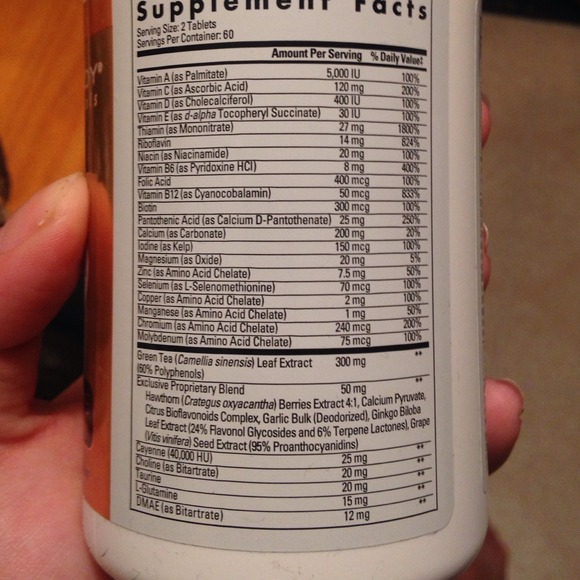 Supplement Facts
Serving Size: 2 Tablets
Servings Per Container: 60
Amount Per Serving % Daily Value‡
Vitamin A (as Palmitate) 5,000 IU 100%
Vitamin C (as Ascorbic Acid) 120 mg 200%
Vitamin D (as Cholecalciferol) 400 IU 100%
Vitamin E (as d-alpha Tocopheryl Succinate) 30 IU 100%
Thiamin (as Mononitrate) 27 mg 1800%
Riboflavin 14 mg 824%
Niacin (as Niacinamide) 20 mg 100%
Vitamin B6 (as Pyridoxine HCl) 8 mg 400%
Folic Acid 400 mcg 100%
Vitamin B12 (as Cyanocobalamin) 50 mcg 833%
Biotin 300 mcg 100%
Pantothenic Acid (as Calcium D-Pantothenate) 25 mg 250%
Calcium (as Carbonate) 200 mg 20%
Iodine (as Kelp) 150 mcg 100%
Magnesium (as Oxide) 20 mg 5%
Zinc (as Amino Acid Chelate) 7.5 mg 50%
Selenium (as L-Selenomethionine) 70 mcg 100%
Copper (as Amino Acid Chelate) 2 mg 100%
Manganese (as Amino Acid Chelate) 1 mg 50%
Chromium (as Amino Acid Chelate) 240 mcg 200%
Molybdenum (as Amino Acid Chelate) 75 mcg 100%
Green Tea (Camellia sinensis) Leaf Extract 300 mg **
(60% Polyphenols)
Exclusive Proprietary Blend 50 mg **
Hawthorn (Crategus oxyacantha) Berries Extract 4:1, Calcium Pyruvate,
Citrus Bioflavonoids Complex, Garlic Bulk (Deodorized), Ginkgo Biloba
Leaf Extract (24% Flavonol Glycosides and 6% Terpene Lactones), Grape
(Vitis vinifera) Seed Extract (95% Proanthocyanidins)
Cayenne (40,000 HU) 25 mg **
Choline (as Bitartrate) 20 mg **
Taurine 20 mg **
L-Glutamine 15 mg **
DMAE (as Bitartrate) 12 mg **